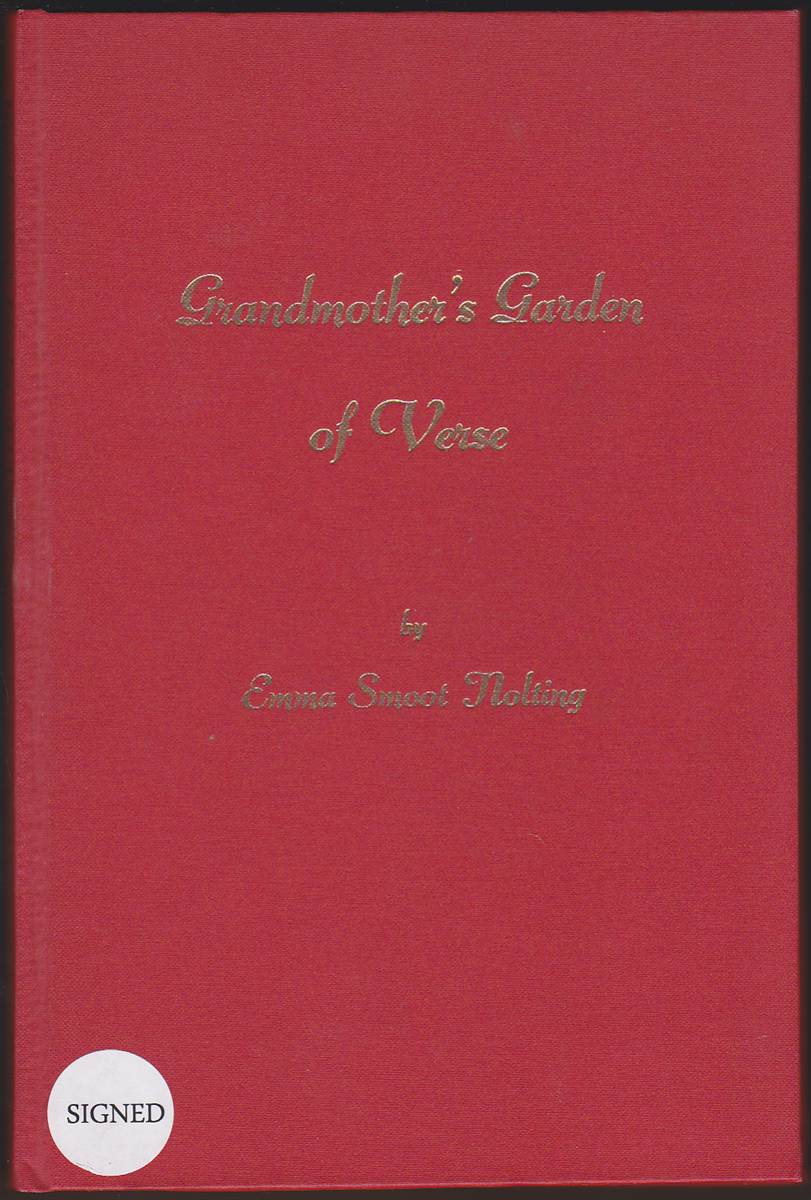 Grandmother's Garden
of Verse
by
Emma Smoot Nolting
SIGNED